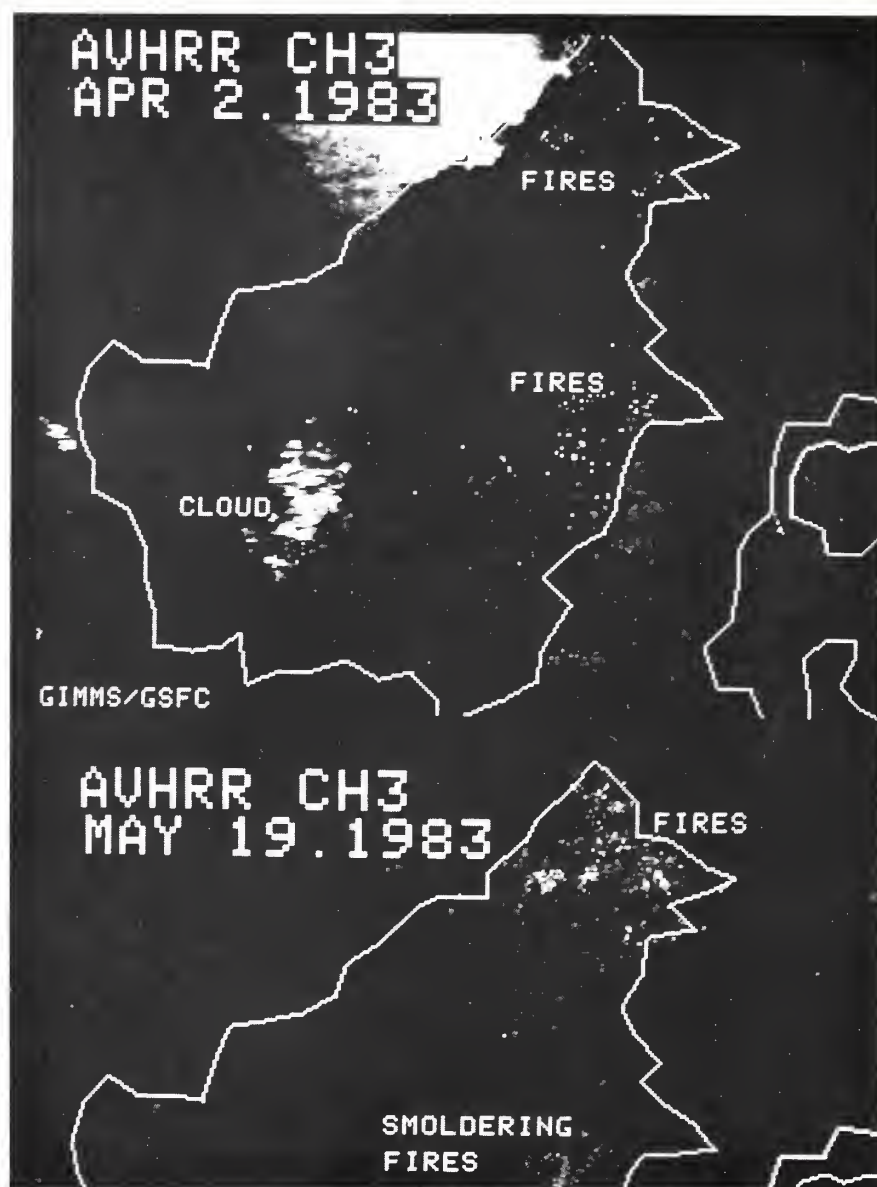 AVHRR CH3
APR 2.1983
FIRES
FIRES
CLOUD
GIMMS/GSFC
AVHRR CH3
MAY 19.1983
FIRES
SMOLDERING
FIRES